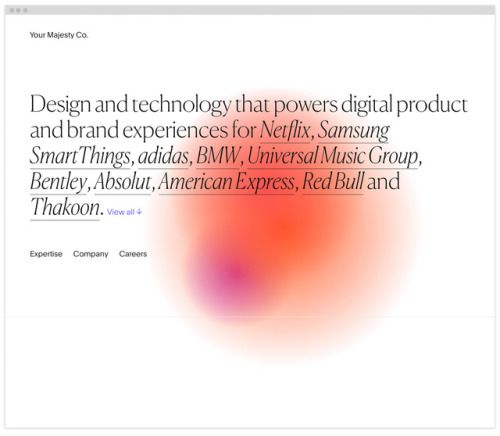 Your Majesty Co.
Design and technology that powers digital product
and brand experiences for Netflix, Samsung
SmartThings, adidas, BMW, Universal Music Group,
Bentley, Absolut, American Express, Red Bull and
Thakoon. View all ↓
Expertise Company Careers